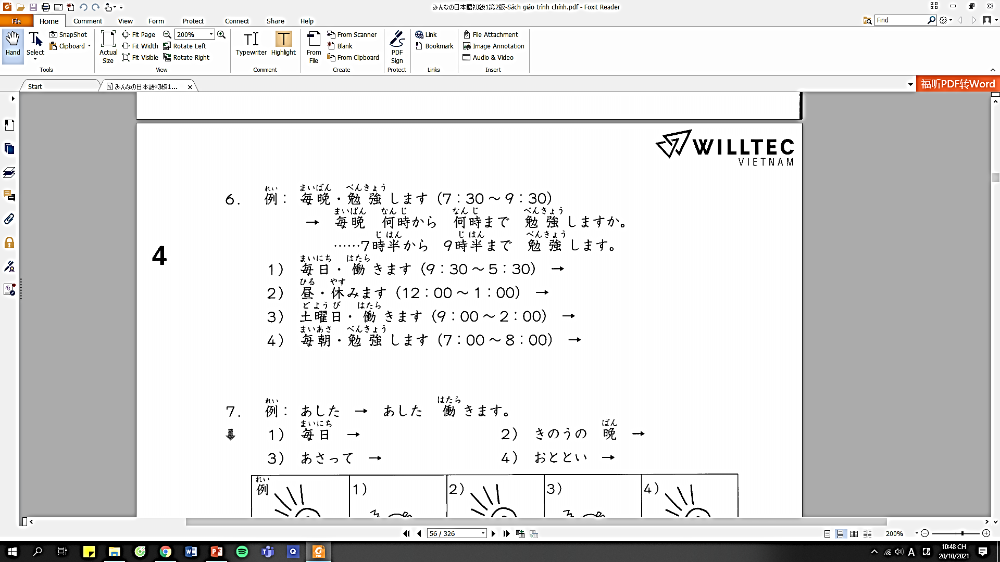 みんなの日本語初級1第2版-Sách giáo trình chính.pdf - Foxit Reader
File Home Comment View Form Protect Connect Share Help
Find
Hand
Select
SnapShot
Clipboard
Tools
Actual Size
Fit Page
Fit Width
Fit Visible
200%
Rotate Left
Rotate Right
View
Typewriter
Highlight
Comment
From File
From Scanner
Blank
From Clipboard
Create
PDF Sign
Protect
Link
Bookmark
Links
File Attachment
Image Annotation
Audio & Video
Insert
Start
みんなの日本語初級1...
福昕PDF转Word
WILLTEC
VIETNAM
4
れい まいばん べんきょう
6. 例： 毎晩・勉強します（7：30～9：30）
まいばん なんじ なんじ べんきょう
→ 毎晩 何時から 何時まで 勉強しますか。
じはん じはん べんきょう
……7時半から 9時半まで 勉強します。
まいにち はたら
1） 毎日・働きます（9：30～5：30） →
ひる やす
2） 昼・休みます（12：00～1：00） →
どようび はたら
3） 土曜日・働きます（9：00～2：00） →
まいあさ べんきょう
4） 毎朝・勉強します（7：00～8：00） →
れい はたら
7. 例： あした → あした 働きます。
まいにち ばん
1） 毎日 → 2） きのうの 晩 →
3） あさって → 4） おととい →
れい
例 1） 2） 3） 4）
56 / 326
200%
10:48 CH
20/10/2021